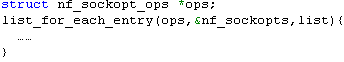 struct nf_sockopt_ops *ops;
list_for_each_entry(ops,&nf_sockopts,list){
……
}